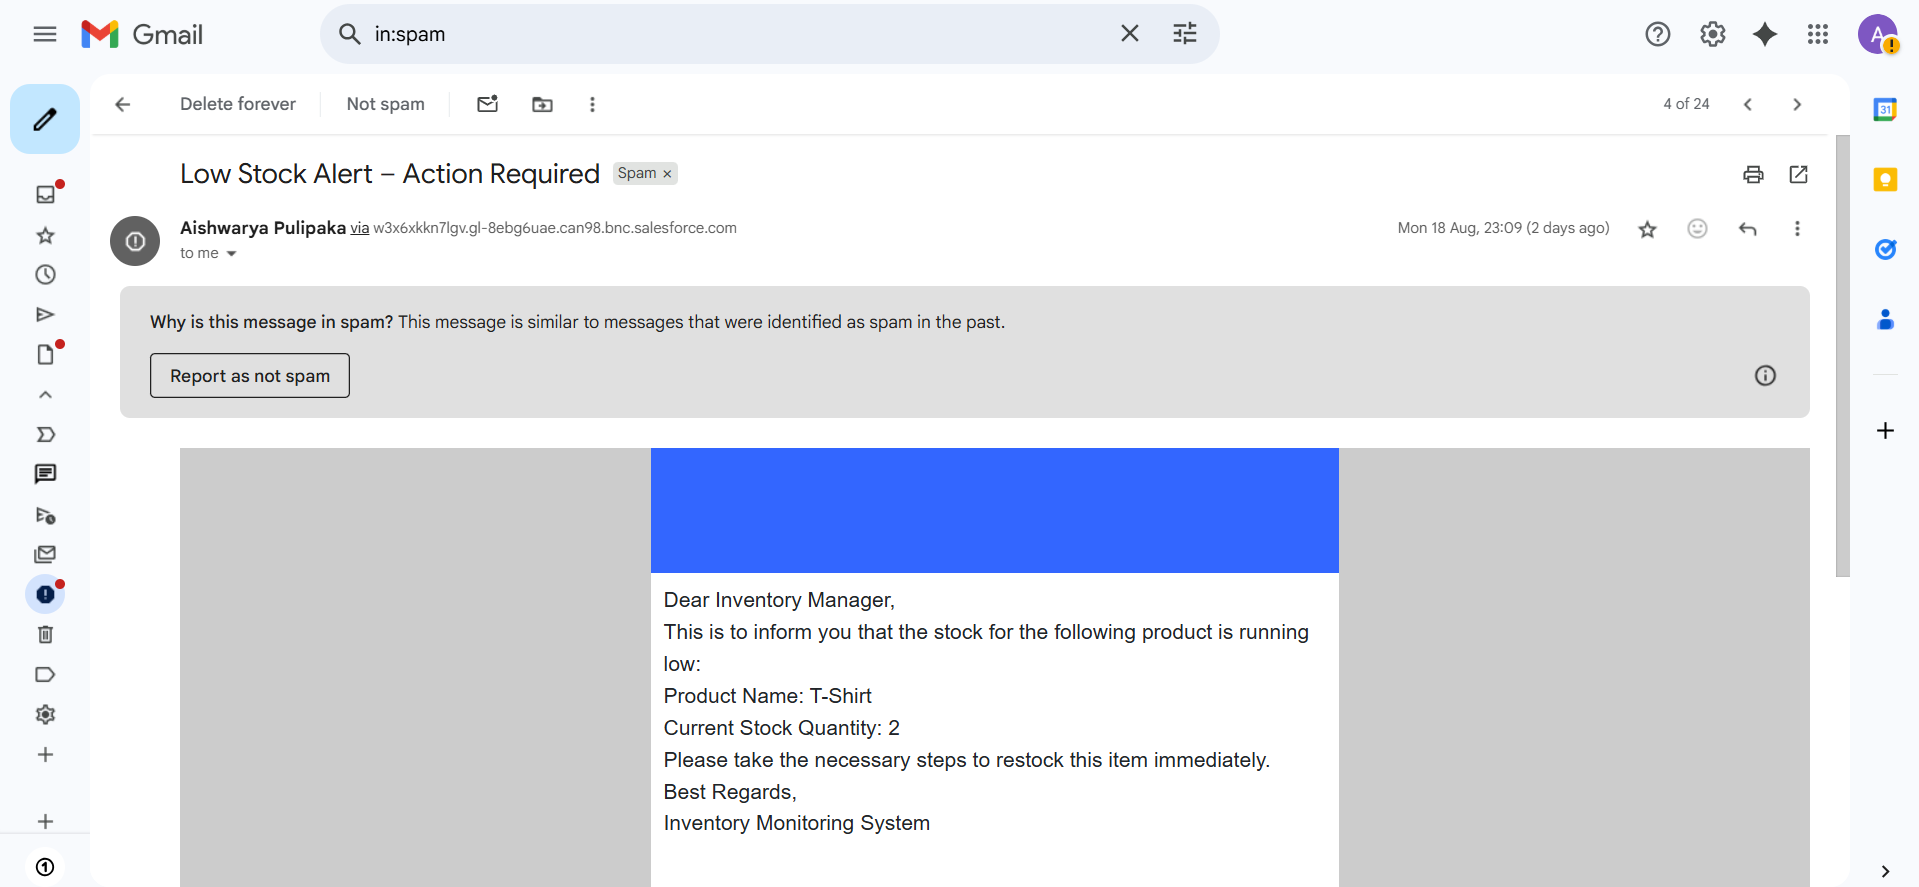 Gmail
in:spam
A
Delete forever
Not spam
4 of 24
31
Low Stock Alert – Action Required
Spam ×
Aishwarya Pulipaka via w3x6xkkn7lgv.gl-8ebg6uae.can98.bnc.salesforce.com
Mon 18 Aug, 23:09 (2 days ago)
to me
Why is this message in spam? This message is similar to messages that were identified as spam in the past.
Report as not spam
Dear Inventory Manager,
This is to inform you that the stock for the following product is running
low:
Product Name: T-Shirt
Current Stock Quantity: 2
Please take the necessary steps to restock this item immediately.
Best Regards,
Inventory Monitoring System
1